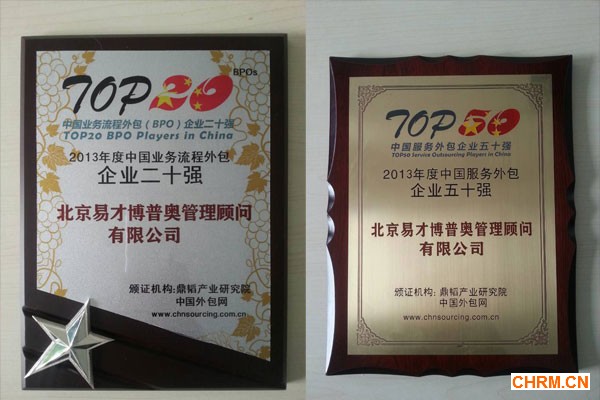 TOP20
BPOs
中国业务流程外包（BPO）企业二十强
TOP20 BPO Players in China
2013年度中国业务流程外包
企业二十强
北京易才博普奥管理顾问
有限公司
颁证机构:鼎韬产业研究院
中国外包网
www.chnsourcing.com.cn
TOP50
中国服务外包企业五十强
TOP50 Service Outsourcing Players in China
2013年度中国服务外包
企业五十强
北京易才博普奥管理顾问
有限公司
颁证机构:鼎韬产业研究院
中国外包网
www.chnsourcing.com.cn
CHRM.CN